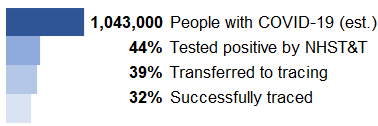 1,043,000 People with COVID-19 (est.)
44% Tested positive by NHST&T
39% Transferred to tracing
32% Successfully traced